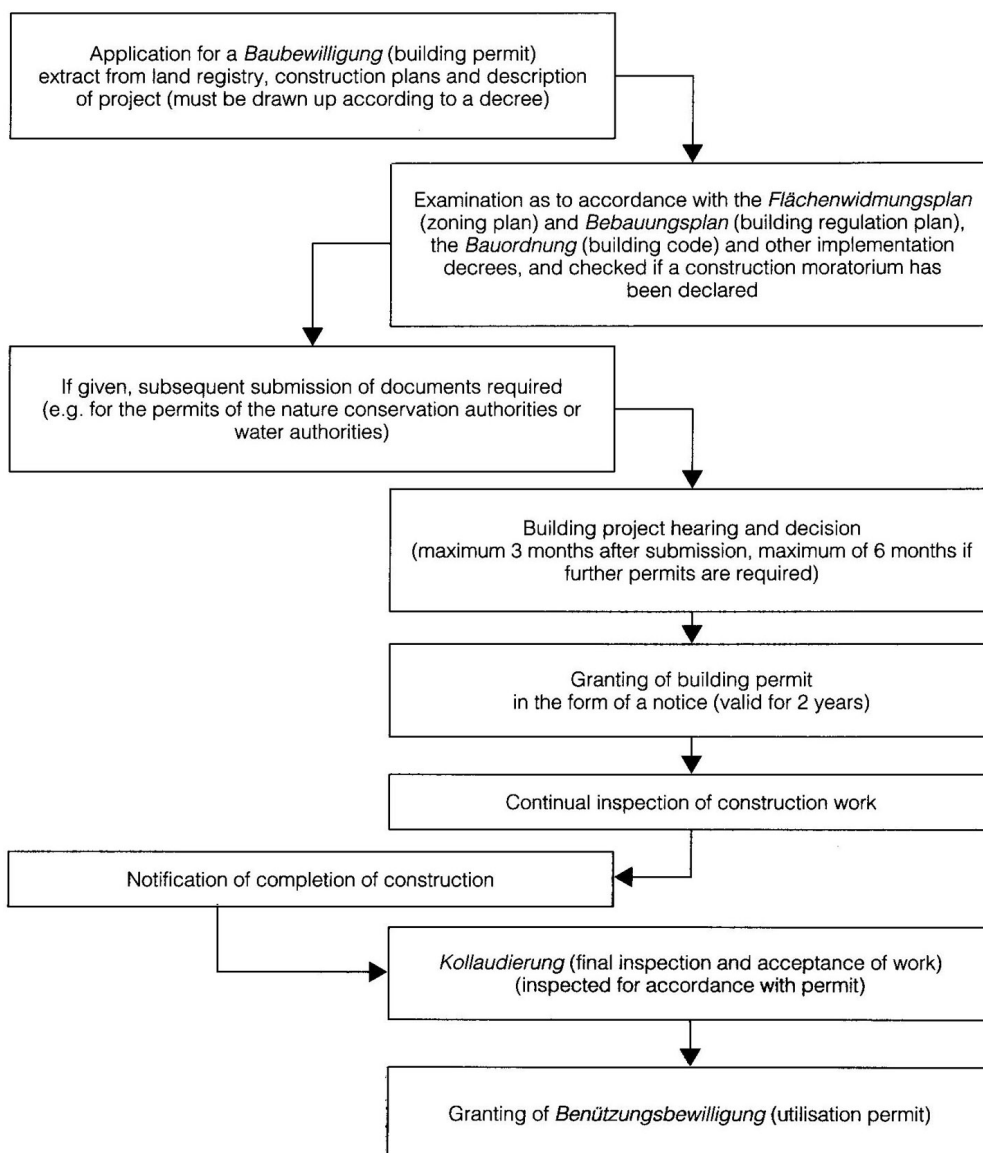 Application for a Baubewilligung (building permit)
extract from land registry, construction plans and description
of project (must be drawn up according to a decree)
Examination as to accordance with the Flächenwidmungsplan
(zoning plan) and Bebauungsplan (building regulation plan),
the Bauordnung (building code) and other implementation
decrees, and checked if a construction moratorium has
been declared
If given, subsequent submission of documents required
(e.g. for the permits of the nature conservation authorities or
water authorities)
Building project hearing and decision
(maximum 3 months after submission, maximum of 6 months if
further permits are required)
Granting of building permit
in the form of a notice (valid for 2 years)
Continual inspection of construction work
Notification of completion of construction
Kollaudierung (final inspection and acceptance of work)
(inspected for accordance with permit)
Granting of Benützungsbewilligung (utilisation permit)